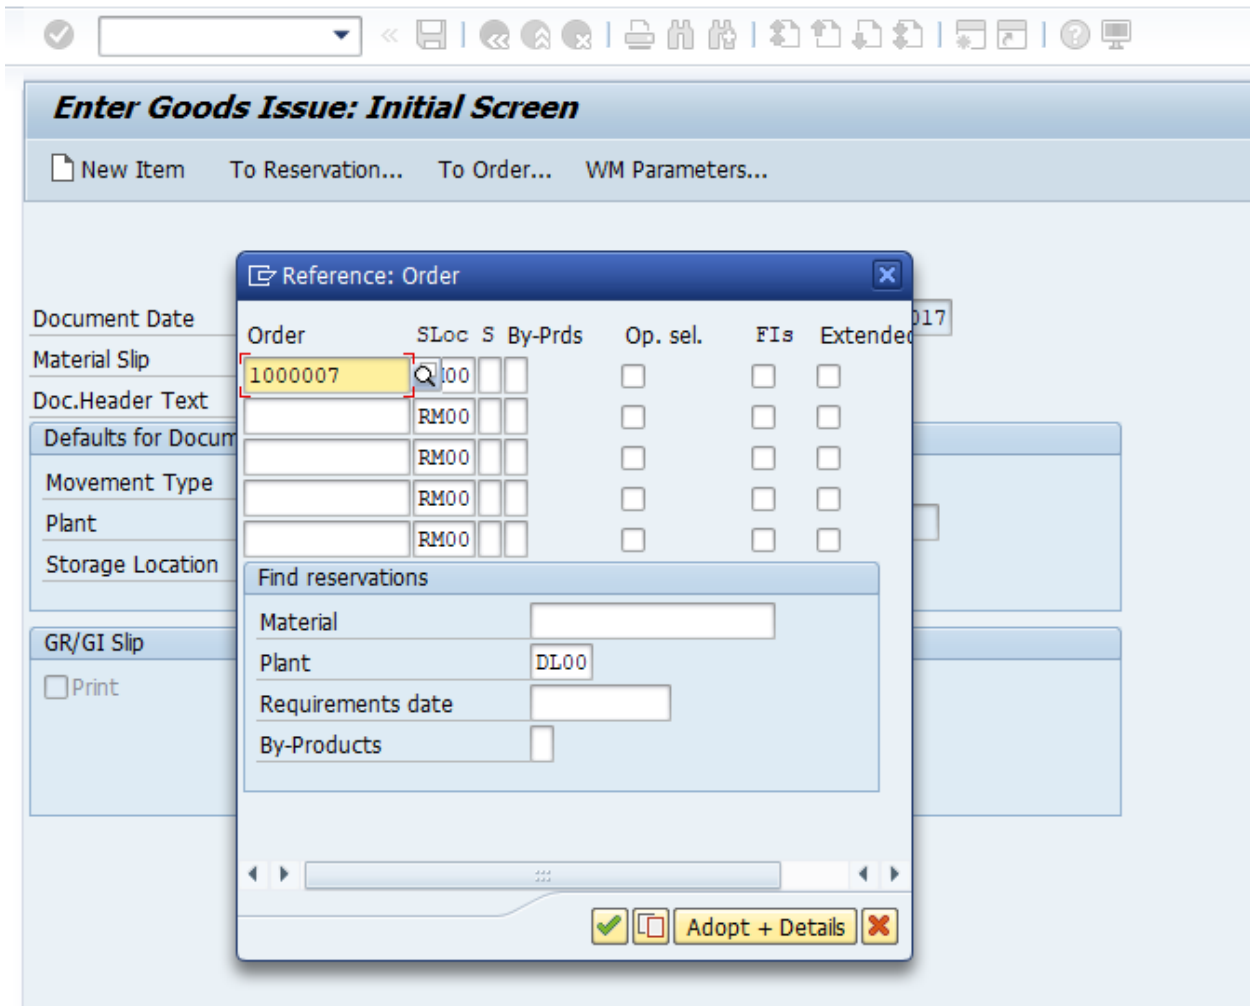 Enter Goods Issue: Initial Screen
New Item To Reservation... To Order... WM Parameters...
Reference: Order
Document Date 017
Order SLoc S By-Prds Op. sel. FIs Extended
Material Slip
1000007 00
Doc.Header Text
RM00
Defaults for Docum
RM00
Movement Type
RM00
Plant
RM00
Storage Location
Find reservations
Material
GR/GI Slip
Plant DL00
Print
Requirements date
By-Products
Adopt + Details